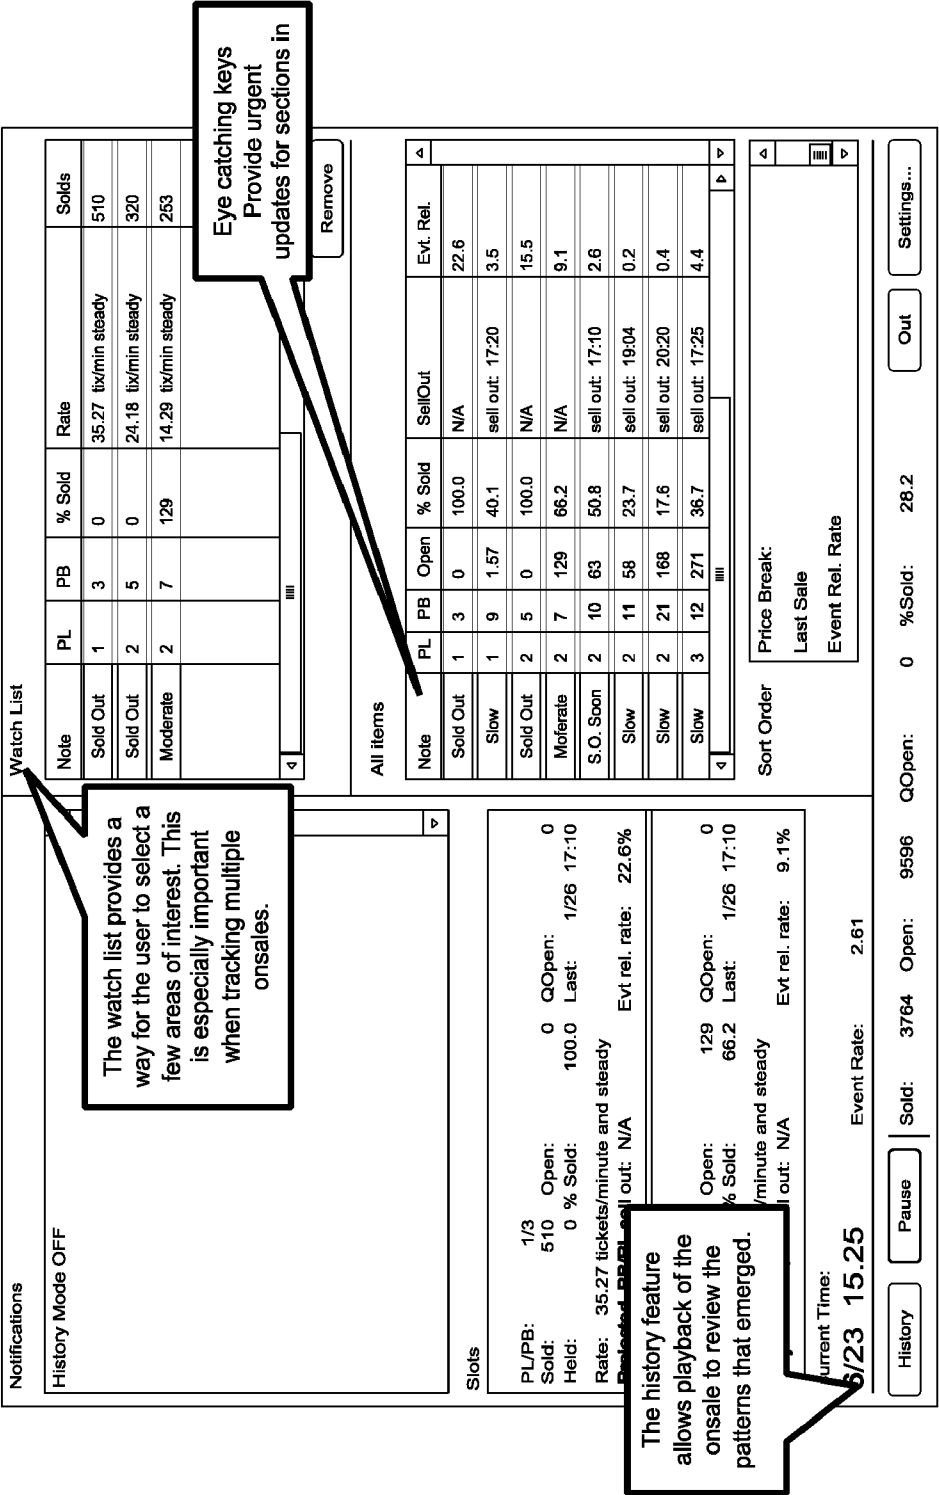 Notifications
History Mode OFF
The watch list provides a
way for the user to select a
few areas of interest. This
is especially important
when tracking multiple
onsales.
Slots
PL/PB: 1/3
Sold: 510 Open: 0 QOpen: 0
Held: 0 % Sold: 100.0 Last: 1/26 17:10
Rate: 35.27 tickets/minute and steady
out: N/A Evt rel. rate: 22.6%
Open: 129 QOpen: 0
% Sold: 66.2 Last: 1/26 17:10
/minute and steady
out: N/A Evt rel. rate: 9.1%
The history feature
allows playback of the
onsale to review the
patterns that emerged.
urrent Time:
6/23 15.25 Event Rate: 2.61
Watch List
Note PL PB % Sold Rate Solds
Sold Out 1 3 0 35.27 tix/min steady 510
Sold Out 2 5 0 24.18 tix/min steady 320
Moderate 2 7 129 14.29 tix/min steady 253
Remove
Eye catching keys
Provide urgent
updates for sections in
All items
Note PL PB Open % Sold SellOut Evt. Rel.
Sold Out 1 3 0 100.0 N/A 22.6
Slow 1 9 1.57 40.1 sell out: 17:20 3.5
Sold Out 2 5 0 100.0 N/A 15.5
Moferate 2 7 129 66.2 N/A 9.1
S.O. Soon 2 10 63 50.8 sell out: 17:10 2.6
Slow 2 11 58 23.7 sell out: 19:04 0.2
Slow 2 21 168 17.6 sell out: 20:20 0.4
Slow 3 12 271 36.7 sell out: 17:25 4.4
Sort Order
Price Break:
Last Sale
Event Rel. Rate
History Pause Sold: 3764 Open: 9596 QOpen: 0 %Sold: 28.2 Out Settings...